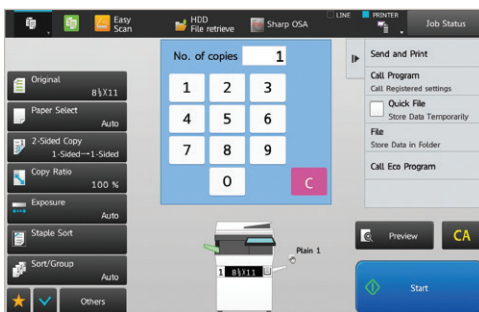 Easy
Scan
HDD
File retrieve
Sharp OSA
LINE
PRINTER
Job Status
No. of copies 1
1 2 3
4 5 6
7 8 9
0 C
Original
8½X11
Paper Select
Auto
2-Sided Copy
1-Sided→1-Sided
Copy Ratio
100 %
Exposure
Auto
Staple Sort
Sort/Group
Auto
Others
Plain 1
1 8½X11
Send and Print
Call Program
Call Registered settings
Quick File
Store Data Temporarily
File
Store Data in Folder
Call Eco Program
Preview
CA
Start